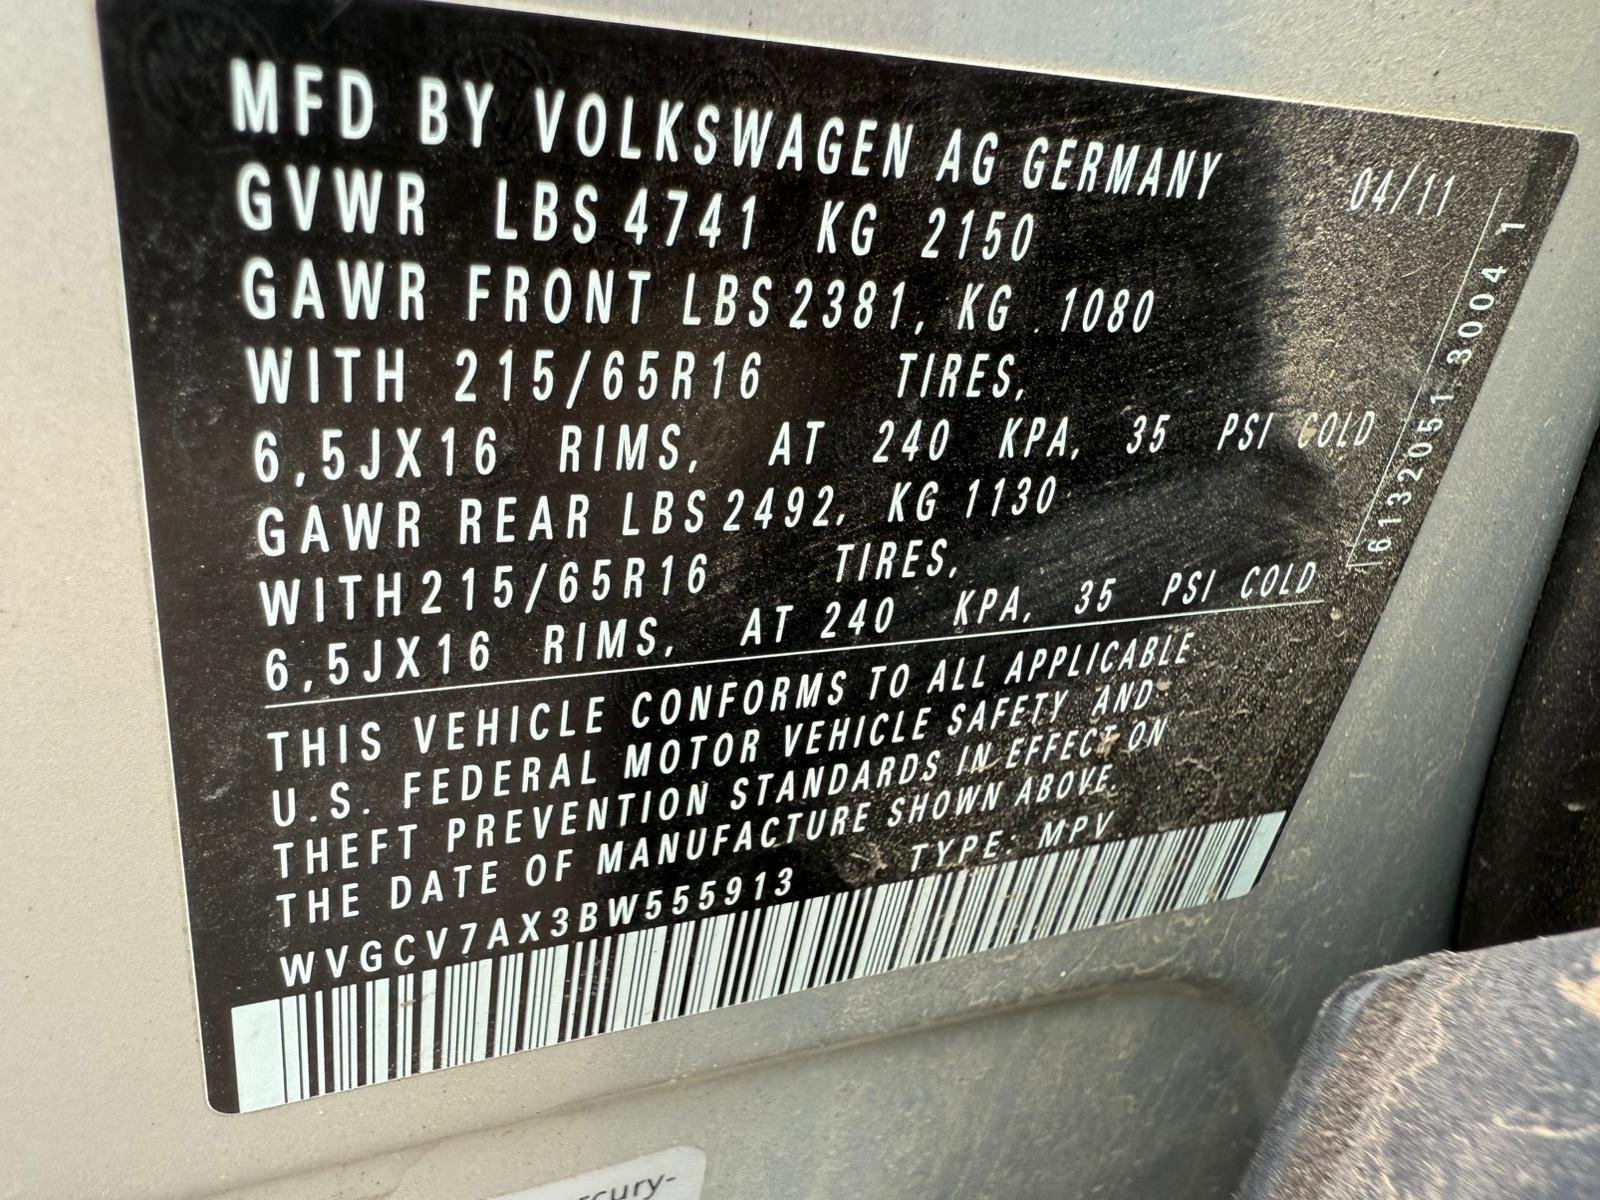 MFD BY VOLKSWAGEN AG GERMANY
04/11
GVWR LBS 4741 KG 2150
GAWR FRONT LBS 2381, KG . 1080
WITH 215/65R16 TIRES,
6,5JX16 RIMS, AT 240 KPA, 35 PSI COLD
GAWR REAR LBS 2492, KG 1130
WITH 215/65R16 TIRES,
6,5JX16 RIMS, AT 240 KPA, 35 PSI COLD
1613205 1-3004 1
THIS VEHICLE CONFORMS TO ALL APPLICABLE
U.S. FEDERAL MOTOR VEHICLE SAFETY AND
THEFT PREVENTION STANDARDS IN EFFECT ON
THE DATE OF MANUFACTURE SHOWN ABOVE.
WVGCV7AX3BW555913 TYPE: MPV